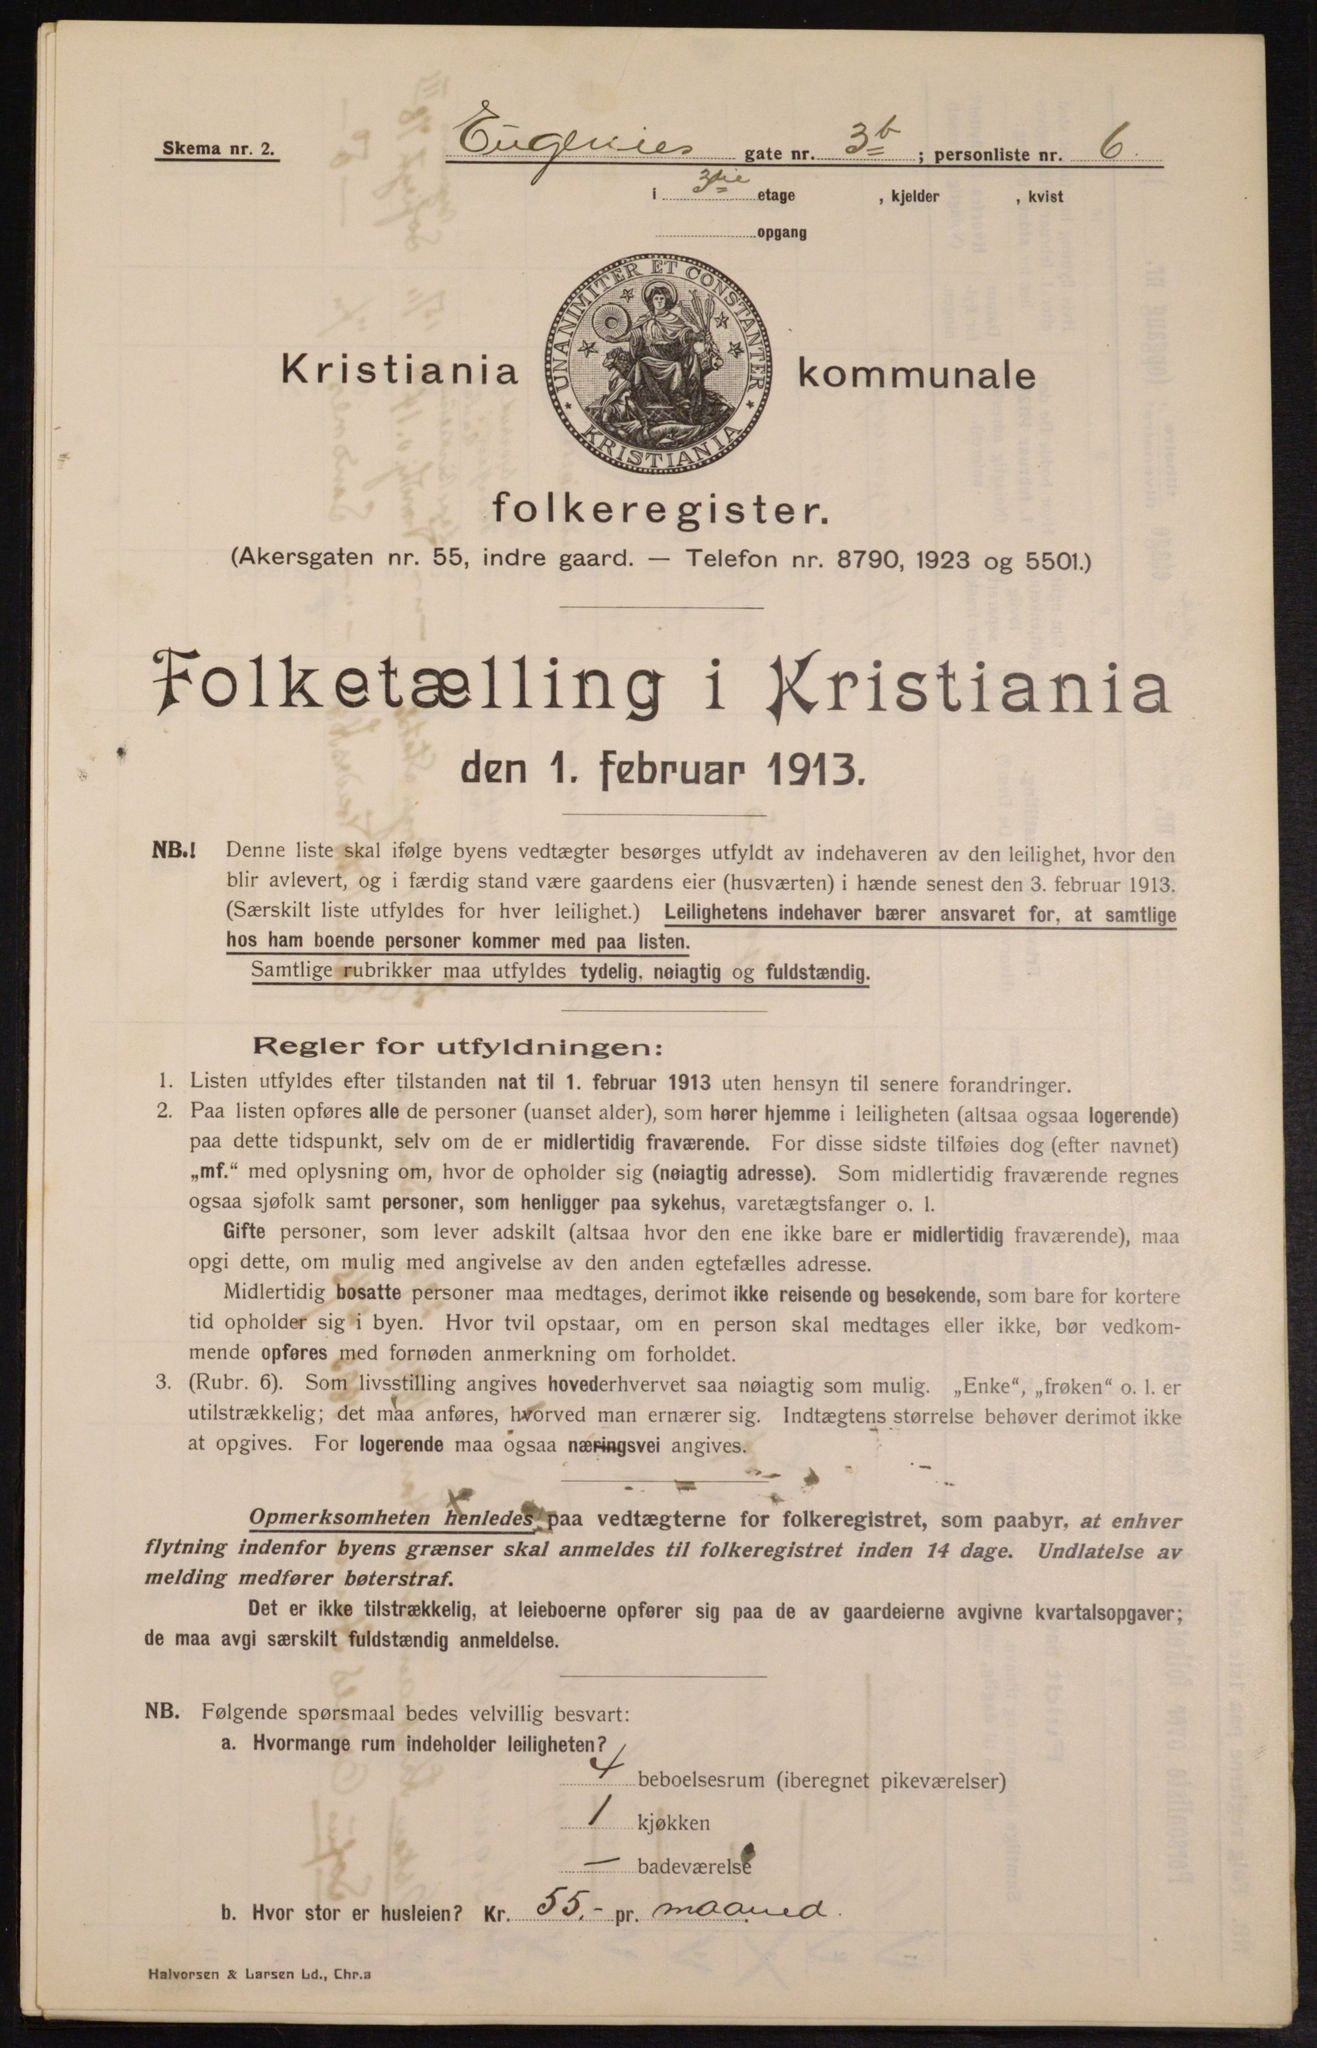 Skema nr. 2.
Eugenies gate nr. 3b ; personliste nr. 6
i 3die etage , kjelder , kvist
opgang
UNANIMITER ET CONSTANTER
KRISTIANIA
Kristiania kommunale
folkeregister.
(Akersgaten nr. 55, indre gaard. — Telefon nr. 8790, 1923 og 5501.)
Folketælling i Kristiania
den 1. februar 1913.
NB.! Denne liste skal ifølge byens vedtægter besørges utfyldt av indehaveren av den leilighet, hvor den
blir avlevert, og i færdig stand være gaardens eier (husværten) i hænde senest den 3. februar 1913.
(Særskilt liste utfyldes for hver leilighet.) Leilighetens indehaver bærer ansvaret for, at samtlige
hos ham boende personer kommer med paa listen.
Samtlige rubrikker maa utfyldes tydelig, nøiagtig og fuldstændig.
Regler for utfyldningen:
1. Listen utfyldes efter tilstanden nat til 1. februar 1913 uten hensyn til senere forandringer.
2. Paa listen opføres alle de personer (uanset alder), som hører hjemme i leiligheten (altsaa ogsaa logerende)
paa dette tidspunkt, selv om de er midlertidig fraværende. For disse sidste tilføies dog (efter navnet)
„mf.“ med oplysning om, hvor de opholder sig (nøiagtig adresse). Som midlertidig fraværende regnes
ogsaa sjøfolk samt personer, som henligger paa sykehus, varetægtsfanger o. l.
Gifte personer, som lever adskilt (altsaa hvor den ene ikke bare er midlertidig fraværende), maa
opgi dette, om mulig med angivelse av den anden egtefælles adresse.
Midlertidig bosatte personer maa medtages, derimot ikke reisende og besøkende, som bare for kortere
tid opholder sig i byen. Hvor tvil opstaar, om en person skal medtages eller ikke, bør vedkom-
mende opføres med fornøden anmerkning om forholdet.
3. (Rubr. 6). Som livsstilling angives hovederhvervet saa nøiagtig som mulig. „Enke“, „frøken“ o. l. er
utilstrækkelig; det maa anføres, hvorved man ernærer sig. Indtægtens størrelse behøver derimot ikke
at opgives. For logerende maa ogsaa næringsvei angives.
Opmerksomheten henledes paa vedtægterne for folkeregistret, som paabyr, at enhver
flytning indenfor byens grænser skal anmeldes til folkeregistret inden 14 dage. Undlatelse av
melding medfører bøterstraf.
Det er ikke tilstrækkelig, at leieboerne opfører sig paa de av gaardeierne avgivne kvartalsopgaver;
de maa avgi særskilt fuldstændig anmeldelse.
NB. Følgende spørsmaal bedes velvillig besvart:
a. Hvormange rum indeholder leiligheten?
4 beboelsesrum (iberegnet pikeværelser)
1 kjøkken
— badeværelse
b. Hvor stor er husleien? Kr. 55.- pr. maaned.
Halvorsen & Larsen Ld., Chr.a